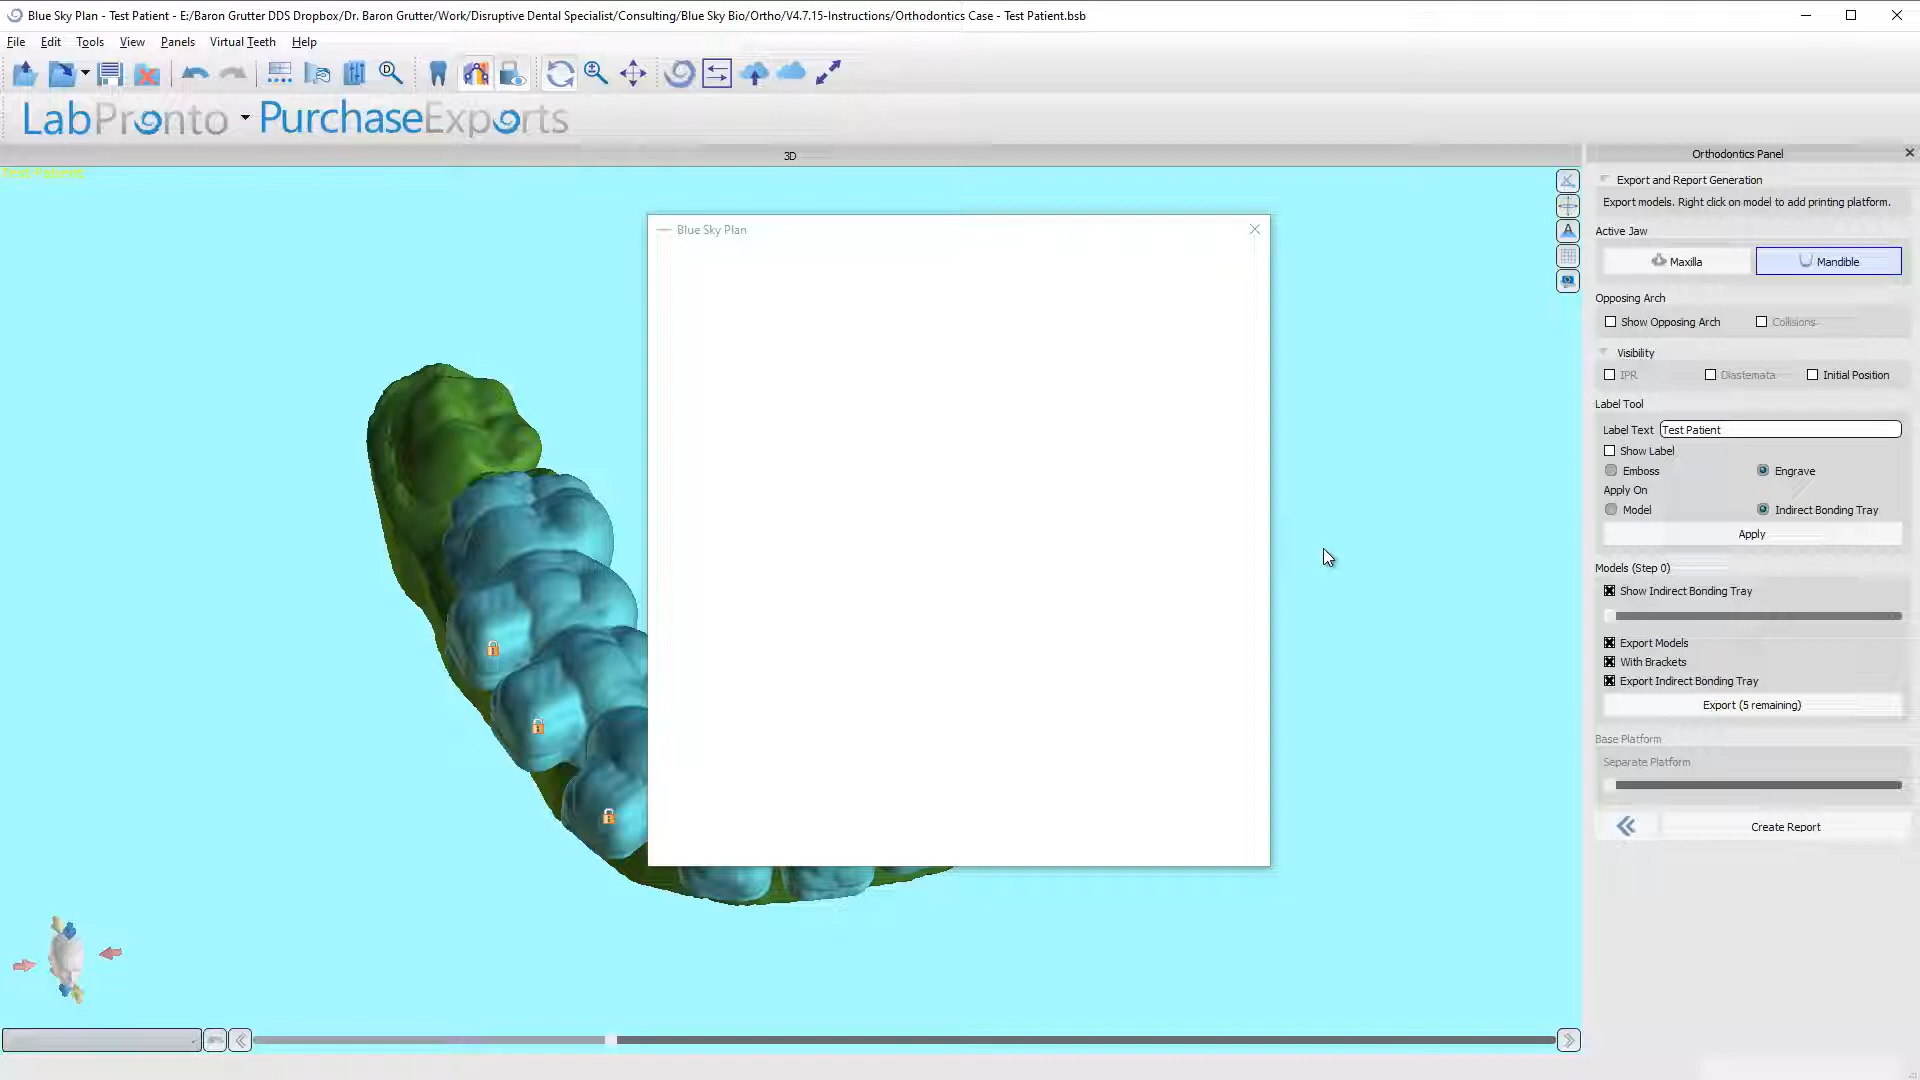 Blue Sky Plan - Test Patient - E:/Baron Grutter DDS Dropbox/Dr. Baron Grutter/Work/Disruptive Dental Specialist/Consulting/Blue Sky Bio/Ortho/V4.7.15-Instructions/Orthodontics Case - Test Patient.bsb
File Edit Tools View Panels Virtual Teeth Help
LabPronto PurchaseExports
3D
Test Patient
Blue Sky Plan
Orthodontics Panel
Export and Report Generation
Export models. Right click on model to add printing platform.
Active Jaw
Maxilla Mandible
Opposing Arch
Show Opposing Arch Collisions
Visibility
IPR Diastemata Initial Position
Label Tool
Label Text Test Patient
Show Label
Emboss Engrave
Apply On
Model Indirect Bonding Tray
Apply
Models (Step 0)
Show Indirect Bonding Tray
Export Models
With Brackets
Export Indirect Bonding Tray
Export (5 remaining)
Base Platform
Separate Platform
Create Report